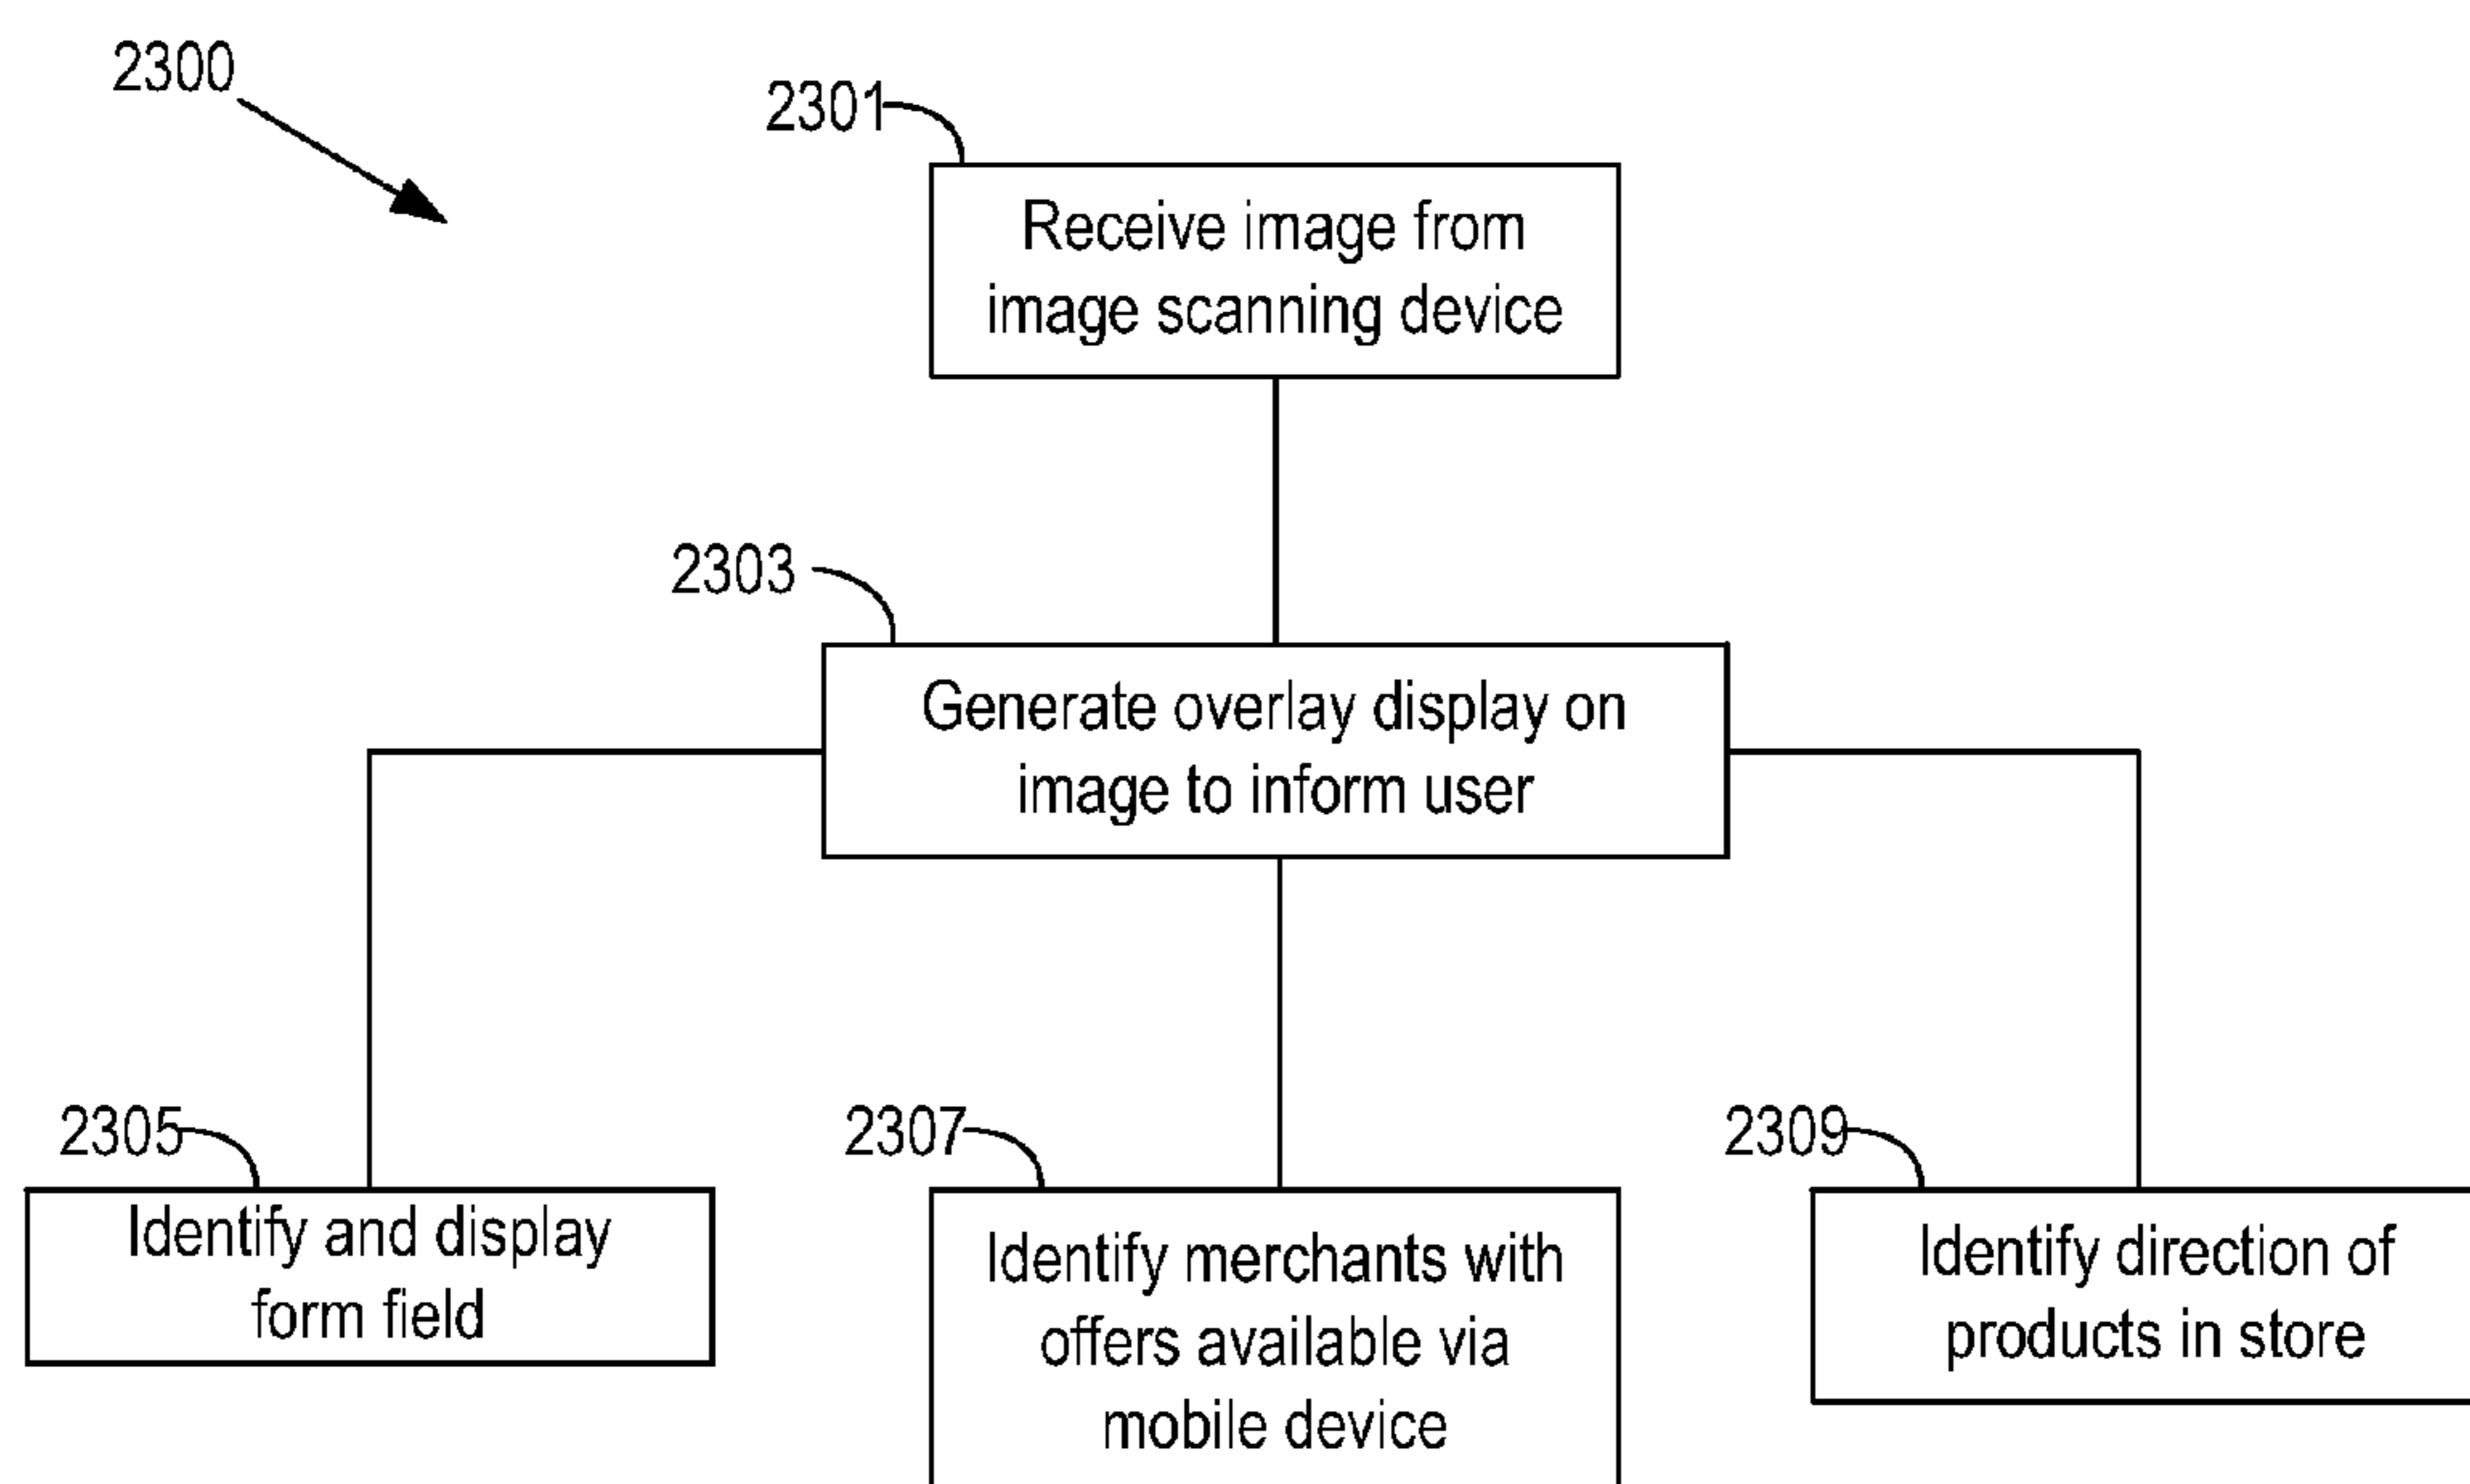 2300
2301
Receive image from
image scanning device
2303
Generate overlay display on
image to inform user
2305
Identify and display
form field
2307
Identify merchants with
offers available via
mobile device
2309
Identify direction of
products in store